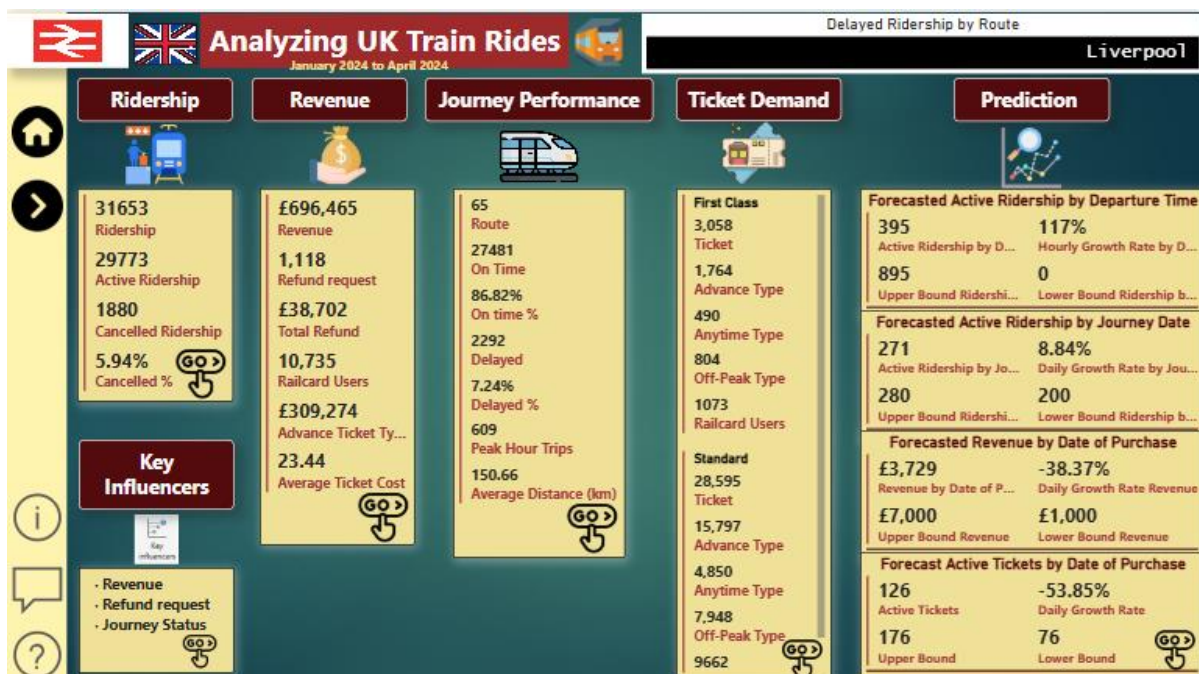 Analyzing UK Train Rides
January 2024 to April 2024
Delayed Ridership by Route
Liverpool
Ridership
31653
Ridership
29773
Active Ridership
1880
Cancelled Ridership
5.94%
Cancelled %
GO >
Key
Influencers
Key
influencers
· Revenue
· Refund request
· Journey Status
GO >
Revenue
$
£696,465
Revenue
1,118
Refund request
£38,702
Total Refund
10,735
Railcard Users
£309,274
Advance Ticket Ty...
23.44
Average Ticket Cost
GO >
Journey Performance
65
Route
27481
On Time
86.82%
On time %
2292
Delayed
7.24%
Delayed %
609
Peak Hour Trips
150.66
Average Distance (km)
GO >
Ticket Demand
First Class
3,058
Ticket
1,764
Advance Type
490
Anytime Type
804
Off-Peak Type
1073
Railcard Users
Standard
28,595
Ticket
15,797
Advance Type
4,850
Anytime Type
7,948
Off-Peak Type
9662
GO >
Prediction
Forecasted Active Ridership by Departure Time
395 117%
Active Ridership by D... Hourly Growth Rate by D...
895 0
Upper Bound Ridershi... Lower Bound Ridership b...
Forecasted Active Ridership by Journey Date
271 8.84%
Active Ridership by Jo... Daily Growth Rate by Jou...
280 200
Upper Bound Ridershi... Lower Bound Ridership b...
Forecasted Revenue by Date of Purchase
£3,729 -38.37%
Revenue by Date of P... Daily Growth Rate Revenue
£7,000 £1,000
Upper Bound Revenue Lower Bound Revenue
Forecast Active Tickets by Date of Purchase
126 -53.85%
Active Tickets Daily Growth Rate
176 76
Upper Bound Lower Bound
GO >
i
?